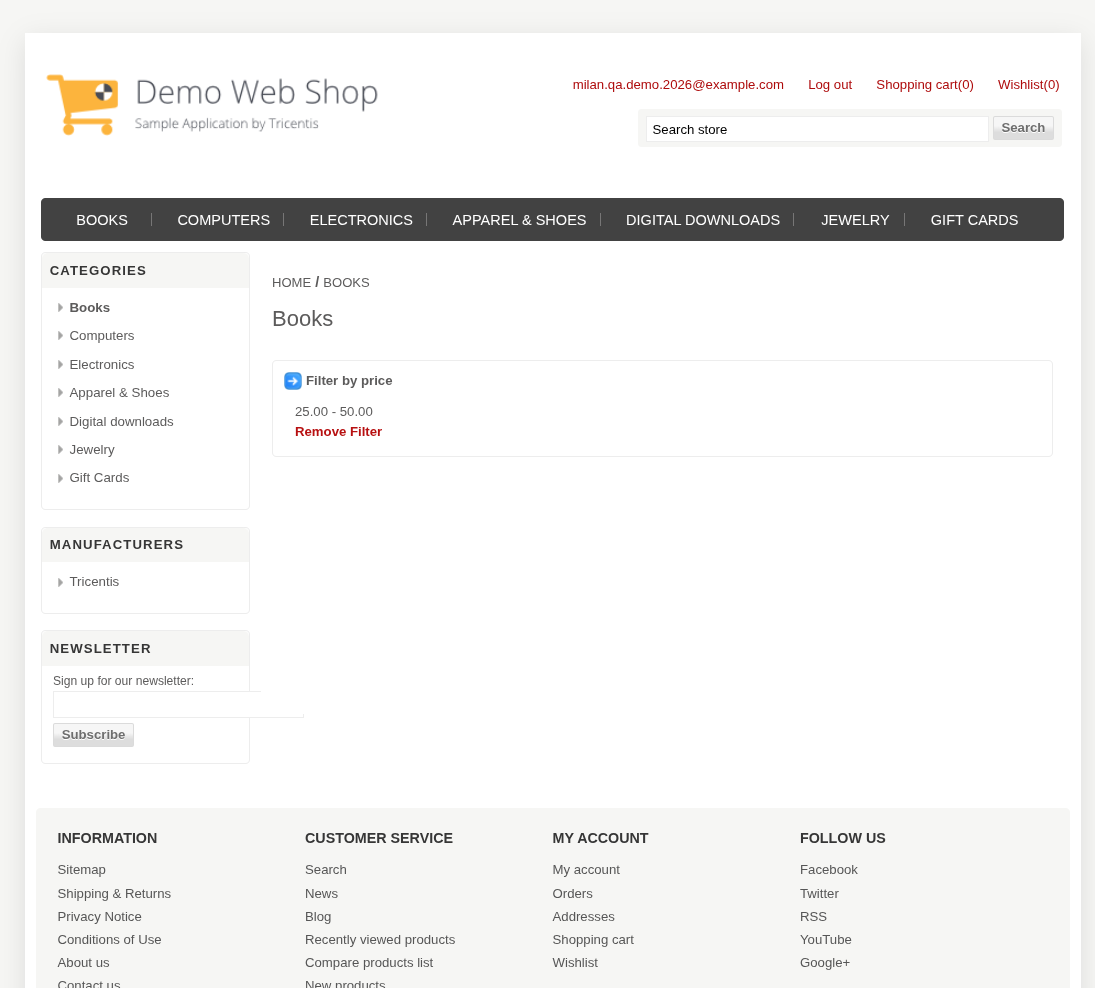 Demo Web Shop
Sample Application by Tricentis
milan.qa.demo.2026@example.com Log out Shopping cart(0) Wishlist(0)
Search store Search
BOOKS COMPUTERS ELECTRONICS APPAREL & SHOES DIGITAL DOWNLOADS JEWELRY GIFT CARDS
CATEGORIES
Books
Computers
Electronics
Apparel & Shoes
Digital downloads
Jewelry
Gift Cards
MANUFACTURERS
Tricentis
NEWSLETTER
Sign up for our newsletter:
Subscribe
HOME / BOOKS
Books
Filter by price
25.00 - 50.00
Remove Filter
INFORMATION
Sitemap
Shipping & Returns
Privacy Notice
Conditions of Use
About us
Contact us
CUSTOMER SERVICE
Search
News
Blog
Recently viewed products
Compare products list
New products
MY ACCOUNT
My account
Orders
Addresses
Shopping cart
Wishlist
FOLLOW US
Facebook
Twitter
RSS
YouTube
Google+